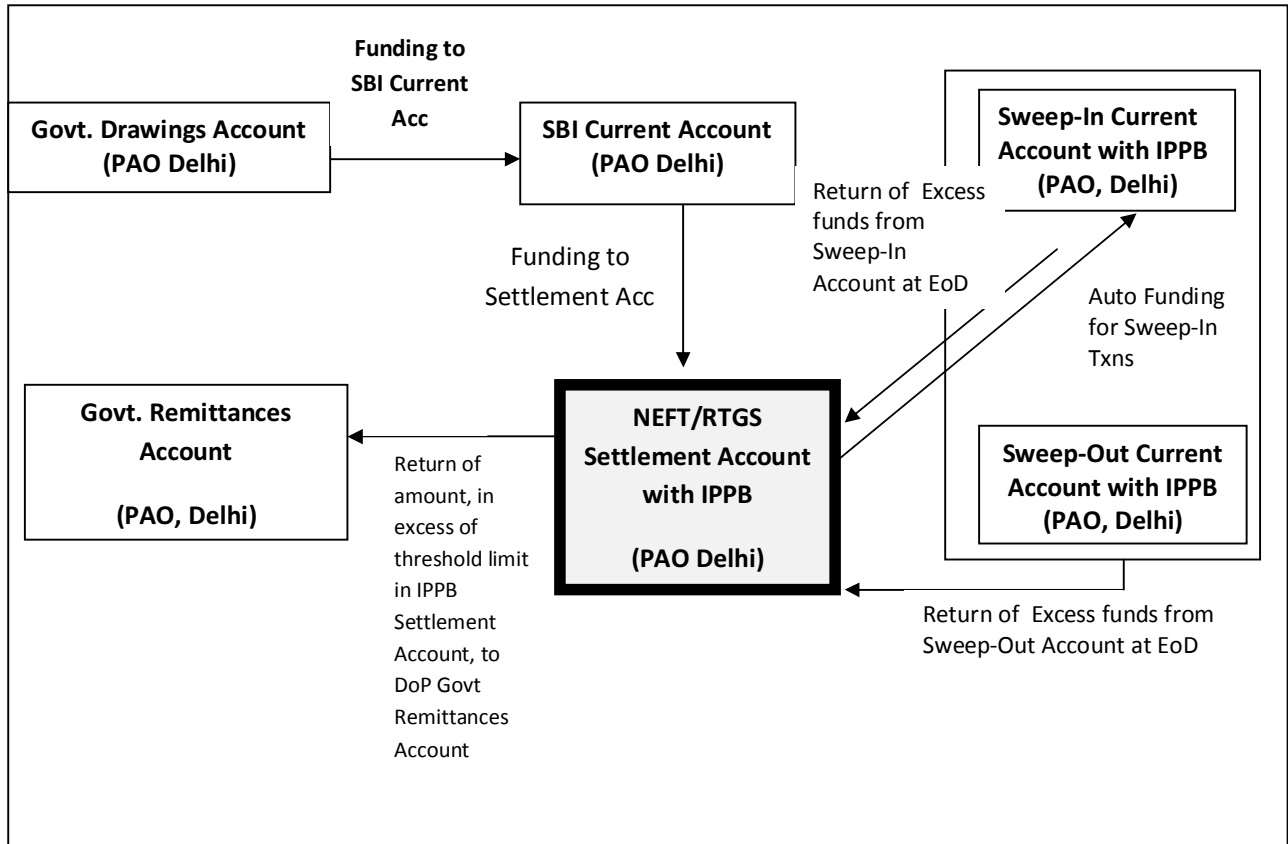 Funding to
SBI Current
Acc
Govt. Drawings Account
(PAO Delhi)
SBI Current Account
(PAO Delhi)
Sweep-In Current
Account with IPPB
(PAO, Delhi)
Return of Excess
funds from
Sweep-In
Account at EoD
Funding to
Settlement Acc
Auto Funding
for Sweep-In
Txns
Govt. Remittances
Account
(PAO, Delhi)
Return of
amount, in
excess of
threshold limit
in IPPB
Settlement
Account, to
DoP Govt
Remittances
Account
NEFT/RTGS
Settlement Account
with IPPB
(PAO Delhi)
Sweep-Out Current
Account with IPPB
(PAO, Delhi)
Return of Excess funds from
Sweep-Out Account at EoD